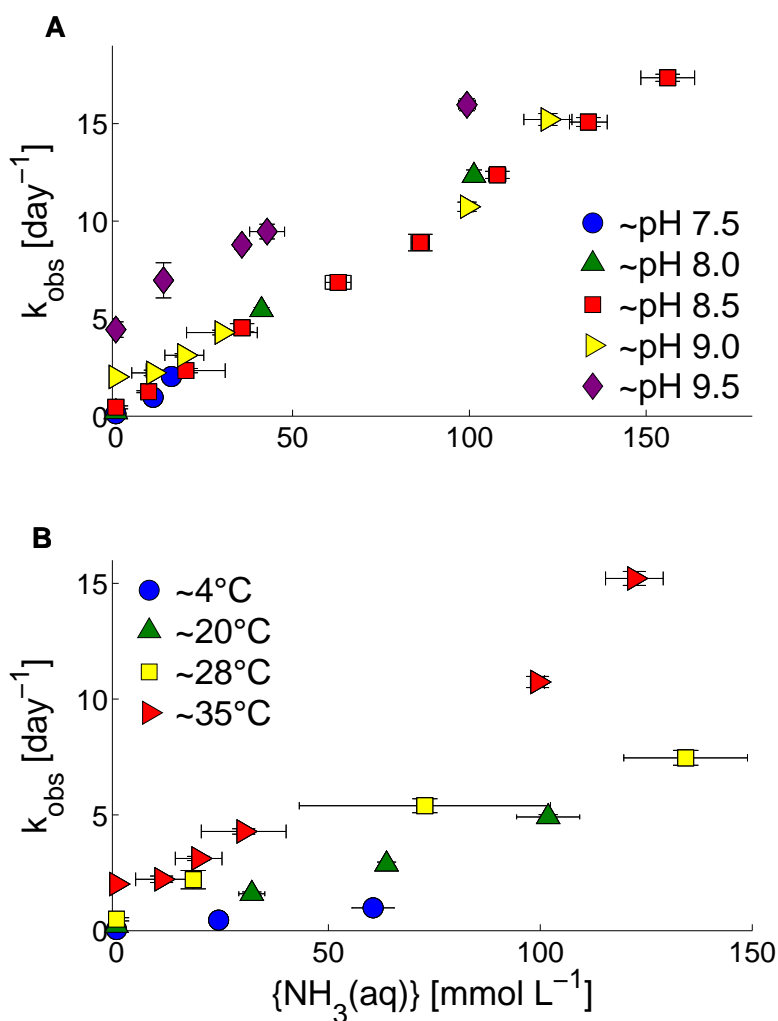 A
k_obs [day⁻¹]
15
10
5
0
0 50 100 150
~pH 7.5
~pH 8.0
~pH 8.5
~pH 9.0
~pH 9.5
B
k_obs [day⁻¹]
15
10
5
0
~4°C
~20°C
~28°C
~35°C
0 50 100 150
{NH₃(aq)} [mmol L⁻¹]